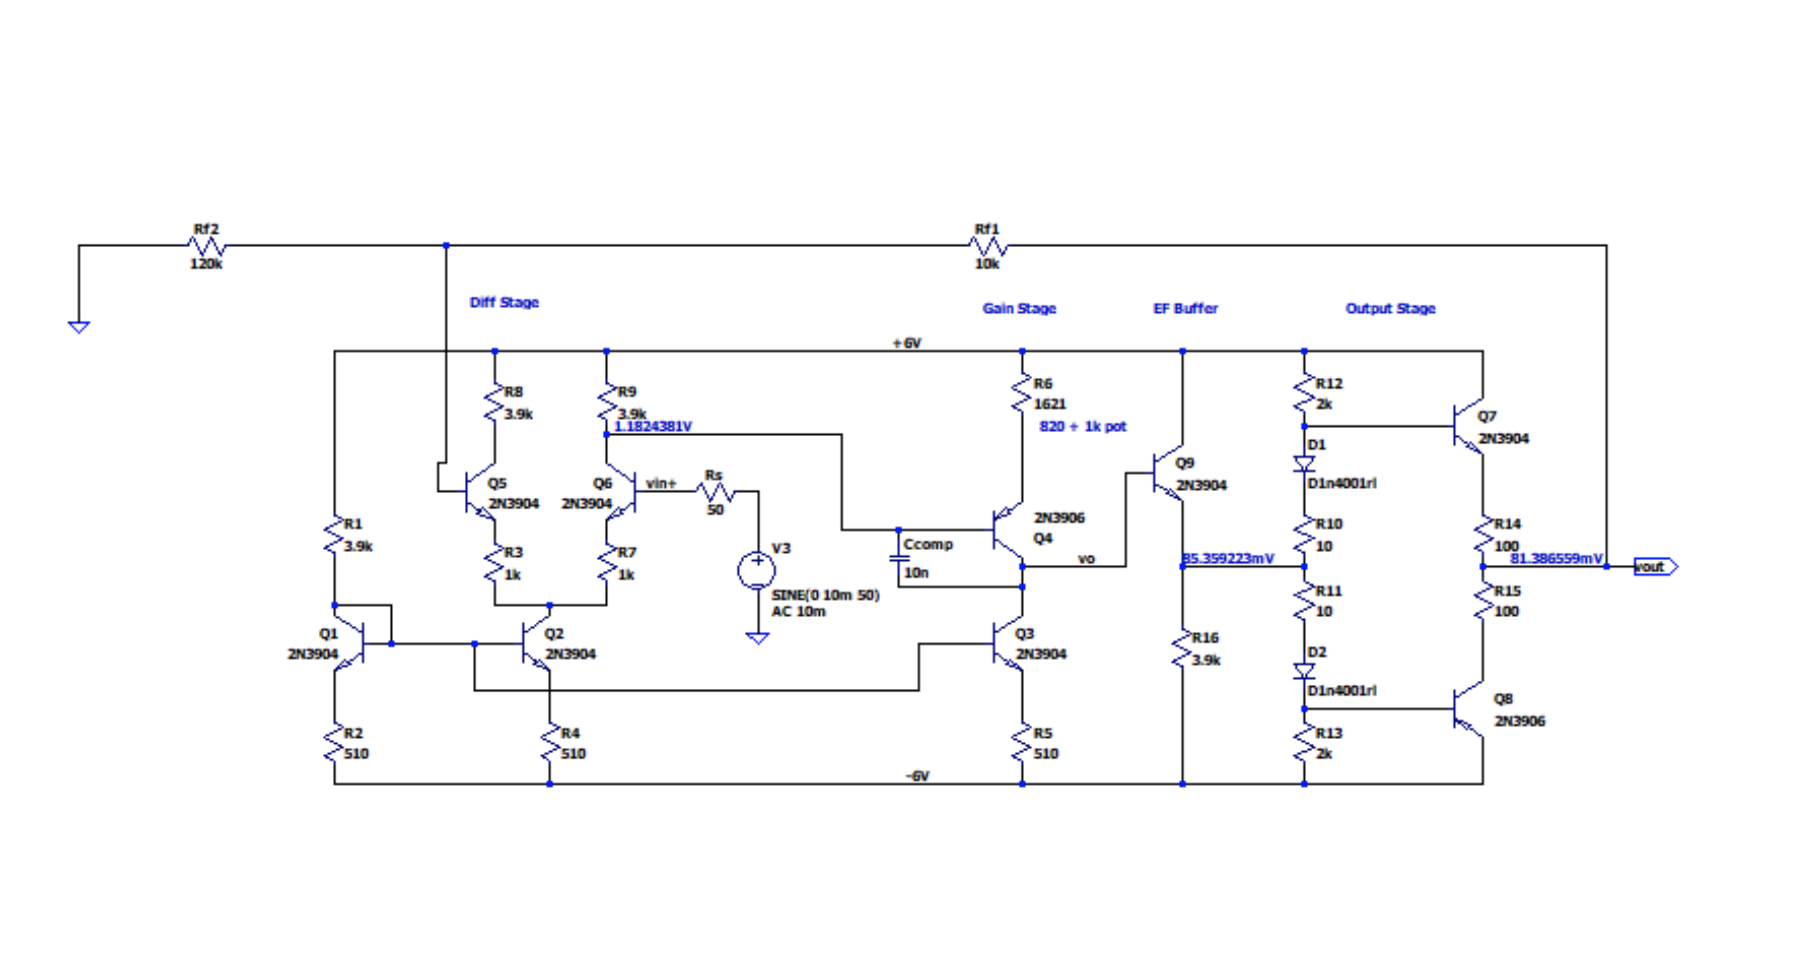 Rf2
120k
Rf1
10k
Diff Stage
Gain Stage
EF Buffer
Output Stage
+6V
R8
3.9k
R9
3.9k
1.1824381V
R6
1621
820 + 1k pot
R12
2k
Q7
2N3904
D1
D1n4001rl
Q5
2N3904
Q6
2N3904
vin+
Rs
50
Q9
2N3904
R1
3.9k
R3
1k
R7
1k
V3
SINE(0 10m 50)
AC 10m
Ccomp
10n
2N3906
Q4
vo
85.359223mV
R10
10
R14
100
81.386559mV
vout
R11
10
R15
100
Q1
2N3904
Q2
2N3904
Q3
2N3904
R16
3.9k
D2
D1n4001rl
Q8
2N3906
R2
510
R4
510
R5
510
R13
2k
-6V